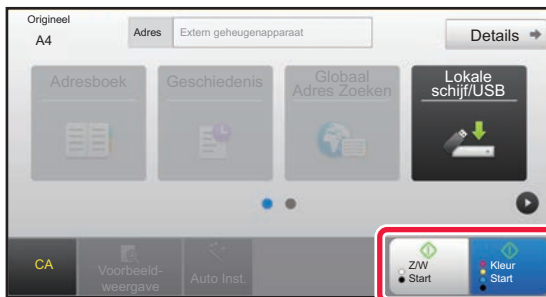 Origineel
A4
Adres
Extern geheugenapparaat
Details
Adresboek
Geschiedenis
Globaal
Adres Zoeken
Lokale
schijf/USB
CA
Voorbeeld-
weergave
Auto Inst.
Z/W
Start
Kleur
Start